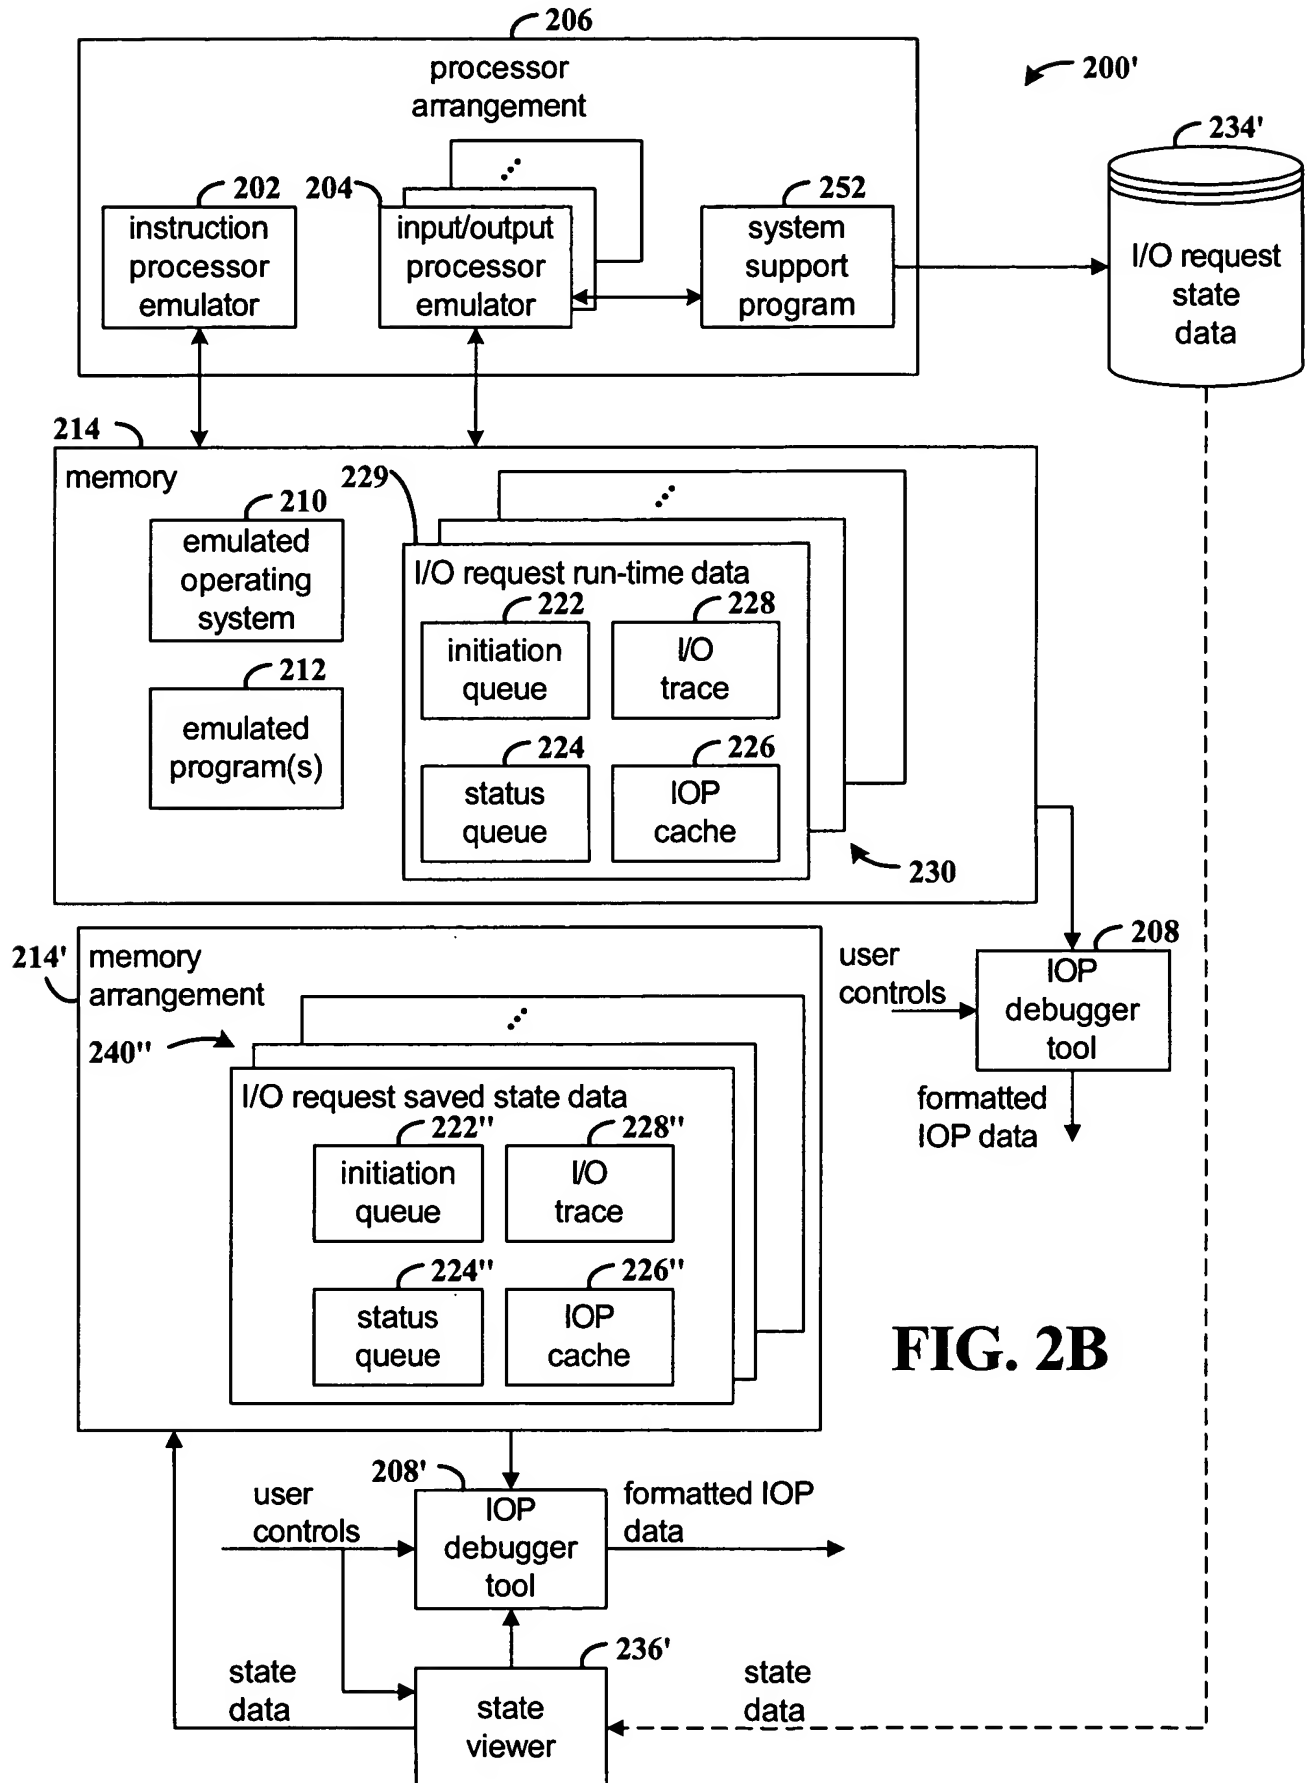 206
processor
arrangement
200'
234'
202
204
252
instruction
processor
emulator
input/output
processor
emulator
system
support
program
I/O request
state
data
214
memory
229
210
emulated
operating
system
I/O request run-time data
222
228
initiation
queue
I/O
trace
212
emulated
program(s)
224
226
status
queue
IOP
cache
230
214'
memory
arrangement
user
controls
208
IOP
debugger
tool
240"
formatted
IOP data
I/O request saved state data
222"
228"
initiation
queue
I/O
trace
224"
226"
status
queue
IOP
cache
FIG. 2B
208'
user
controls
IOP
debugger
tool
formatted IOP
data
236'
state
data
state
viewer
state
data